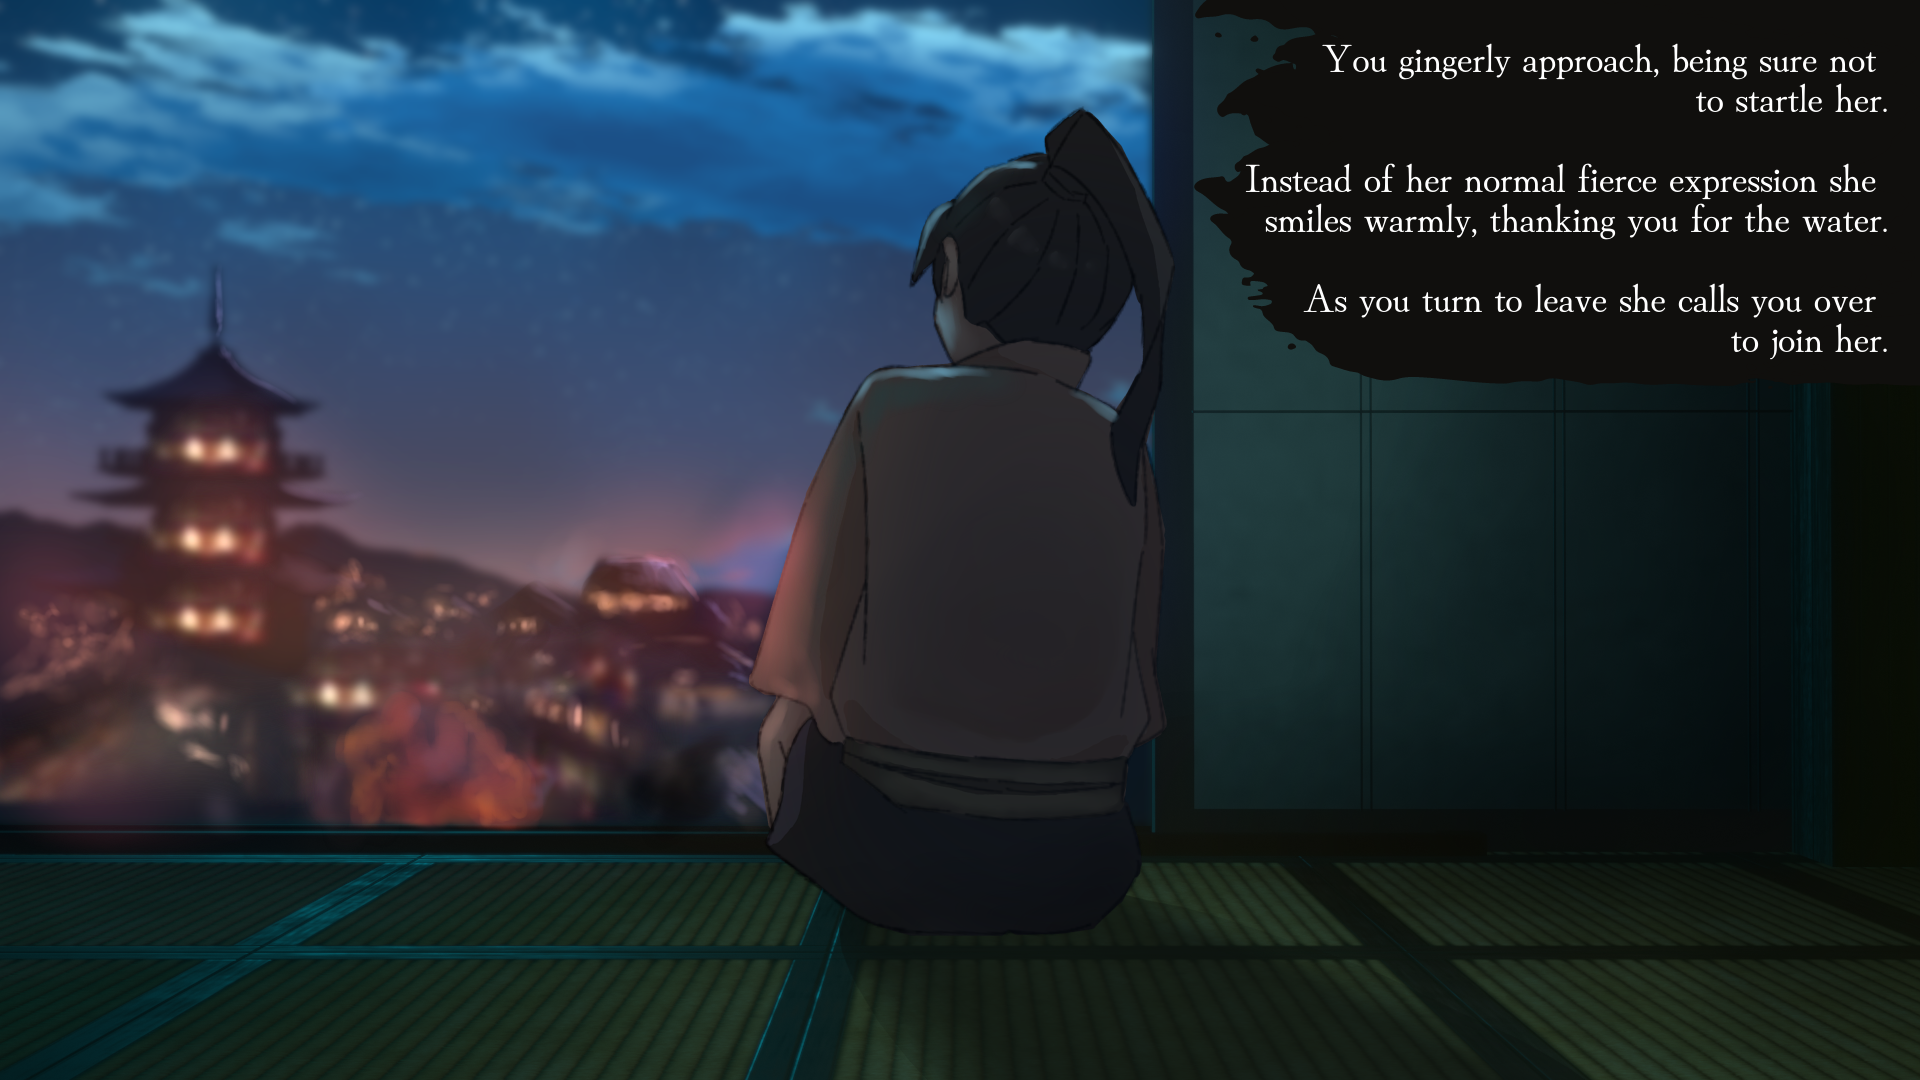 You gingerly approach, being sure not
to startle her.
Instead of her normal fierce expression she
smiles warmly, thanking you for the water.
As you turn to leave she calls you over
to join her.